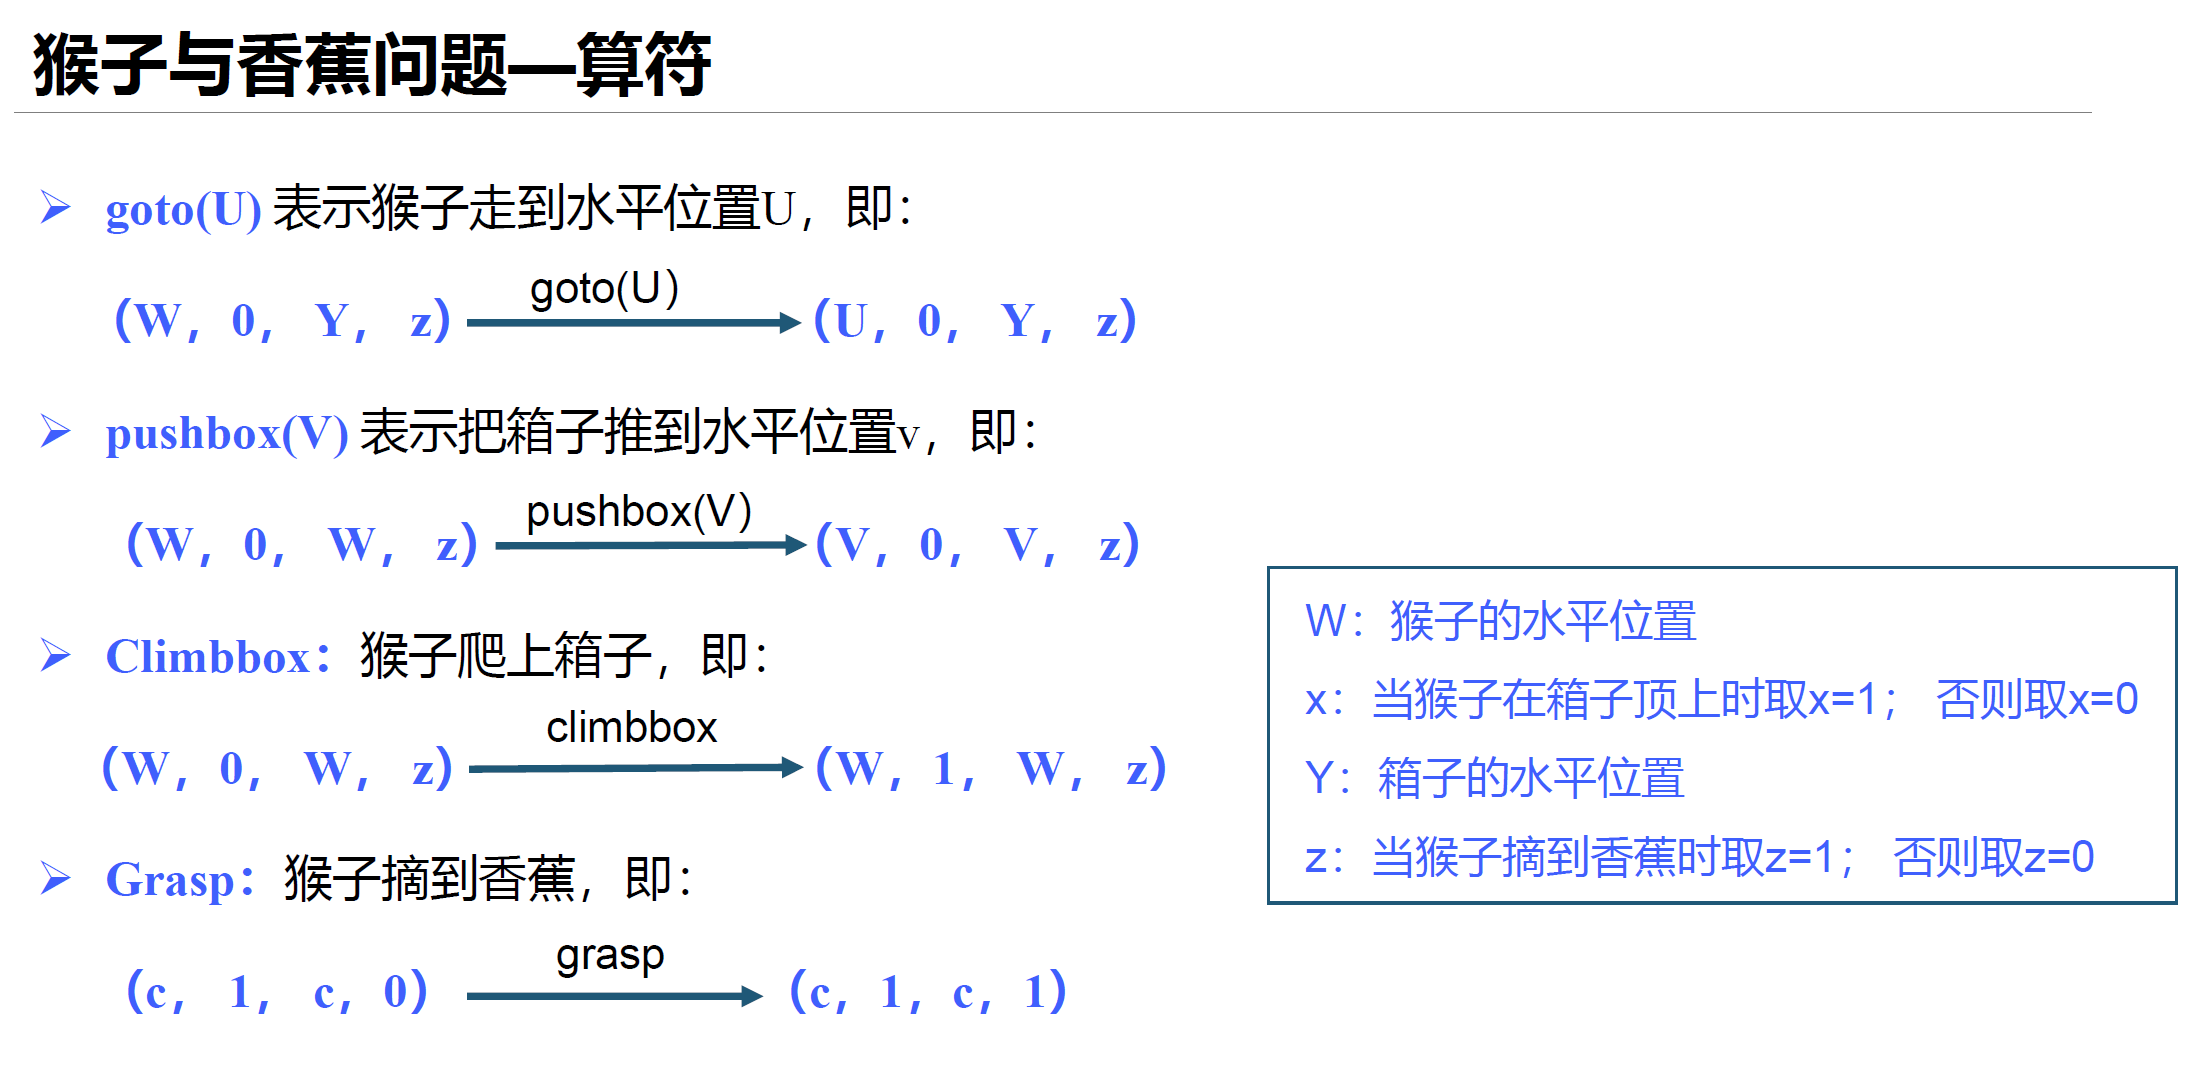 猴子与香蕉问题—算符
goto(U) 表示猴子走到水平位置U，即：
goto(U)
（W，0， Y， z） （U，0， Y， z）
pushbox(V) 表示把箱子推到水平位置v，即：
pushbox(V)
（W，0， W， z） （V，0， V， z）
Climbbox：猴子爬上箱子，即：
climbbox
（W，0， W， z） （W，1， W， z）
Grasp：猴子摘到香蕉，即：
grasp
（c， 1， c，0） （c，1，c，1）
W：猴子的水平位置
x：当猴子在箱子顶上时取x=1； 否则取x=0
Y：箱子的水平位置
z：当猴子摘到香蕉时取z=1； 否则取z=0